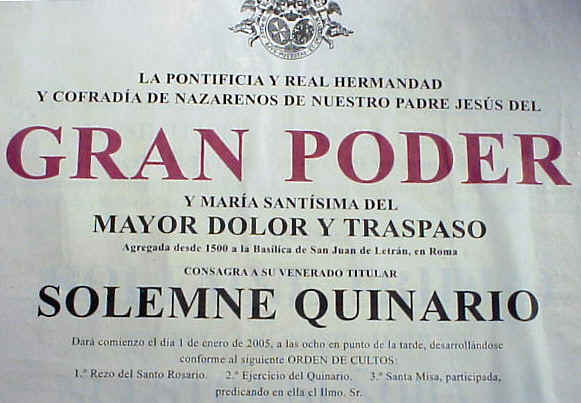 LA PONTIFICIA Y REAL HERMANDAD
Y COFRADÍA DE NAZARENOS DE NUESTRO PADRE JESÚS DEL
GRAN PODER
Y MARÍA SANTÍSIMA DEL
MAYOR DOLOR Y TRASPASO
Agregada desde 1500 a la Basílica de San Juan de Letrán, en Roma
CONSAGRA A SU VENERADO TITULAR
SOLEMNE QUINARIO
Dará comienzo el día 1 de enero de 2005, a las ocho en punto de la tarde, desarrollándose
conforme al siguiente ORDEN DE CULTOS:
1.º Rezo del Santo Rosario. 2.º Ejercicio del Quinario. 3.º Santa Misa, participada,
predicando en ella el Ilmo. Sr.